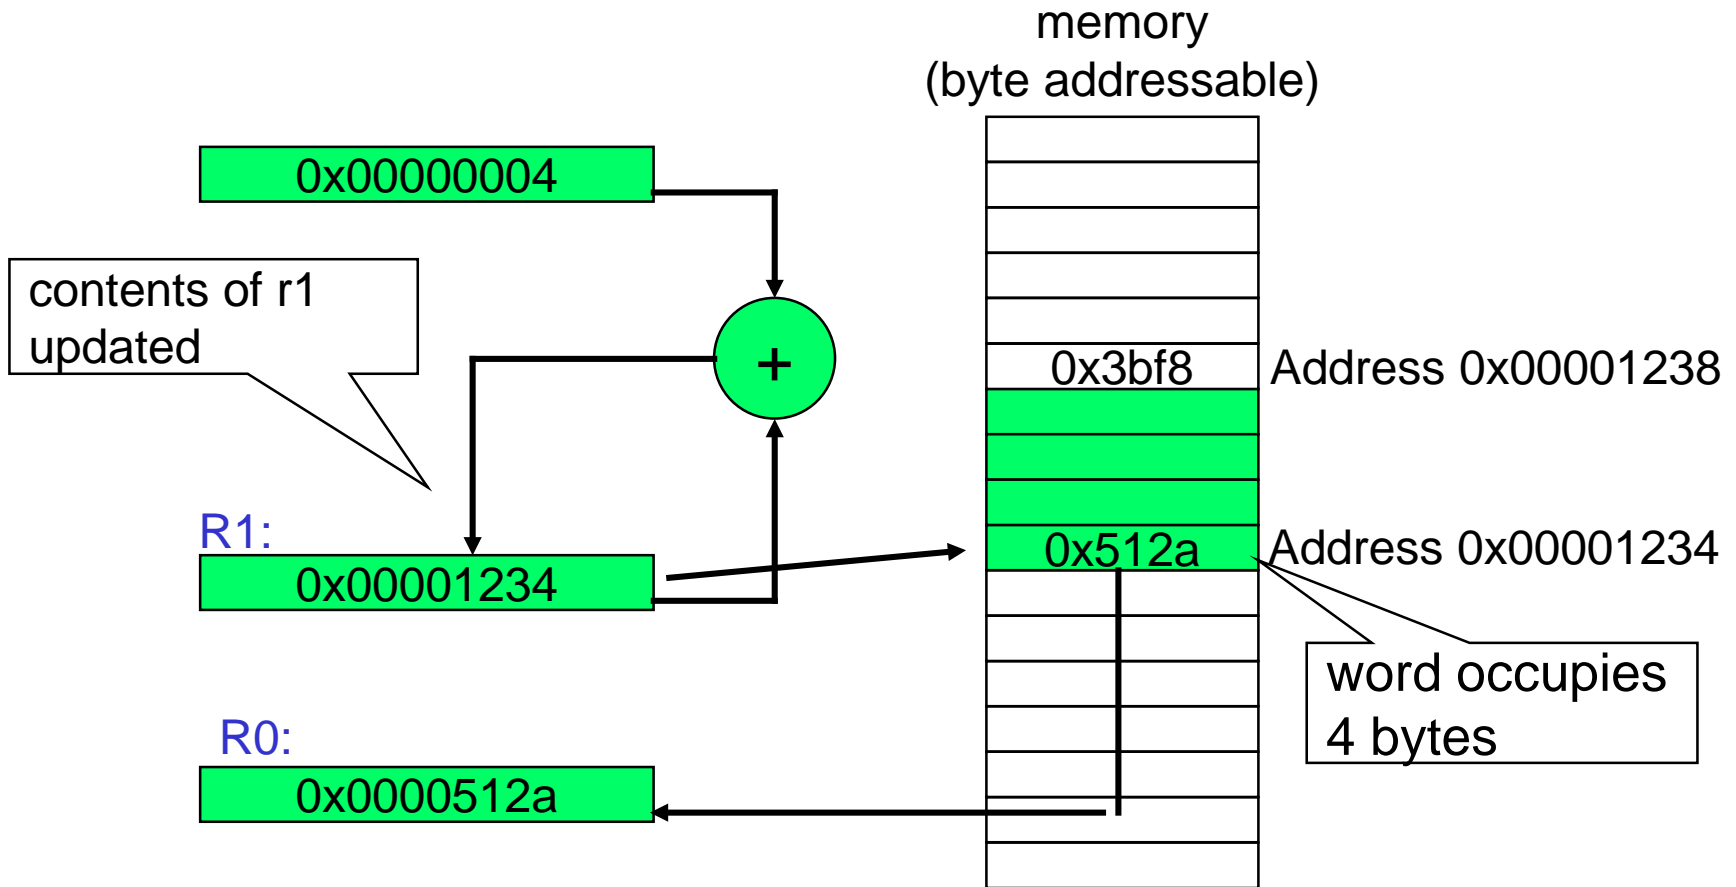 memory
(byte addressable)
0x00000004
contents of r1
updated
+
0x3bf8 Address 0x00001238
R1:
0x00001234
0x512a Address 0x00001234
word occupies
4 bytes
R0:
0x0000512a